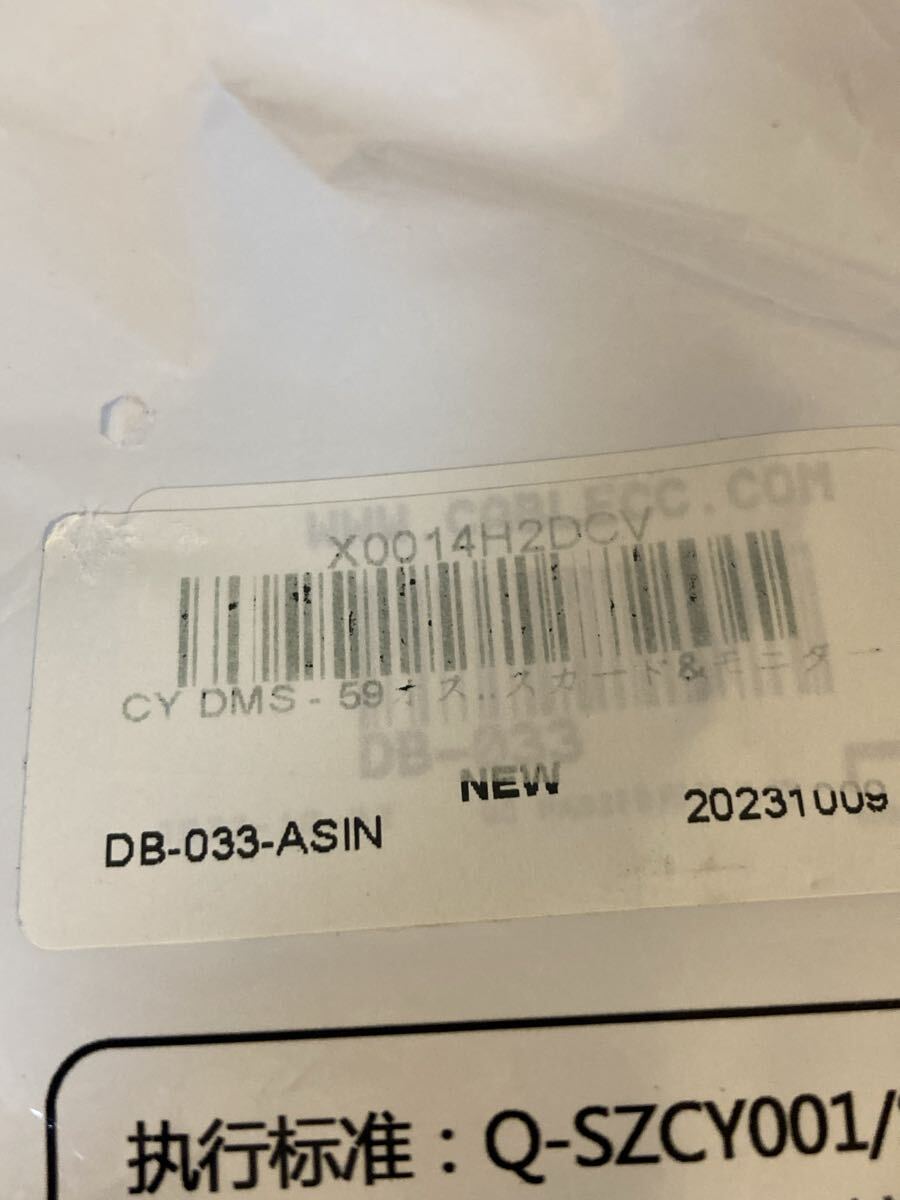 WWW.CABLECC.COM
X0014H2DCV
CY DMS - 59オス..スカード&モニター
DB-033
NEW
DB-033-ASIN
20231009
执行标准：Q-SZCY001/